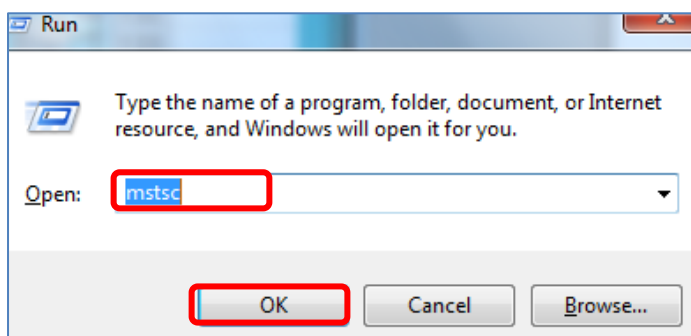 Run
Type the name of a program, folder, document, or Internet
resource, and Windows will open it for you.
Open: mstsc
OK Cancel Browse...